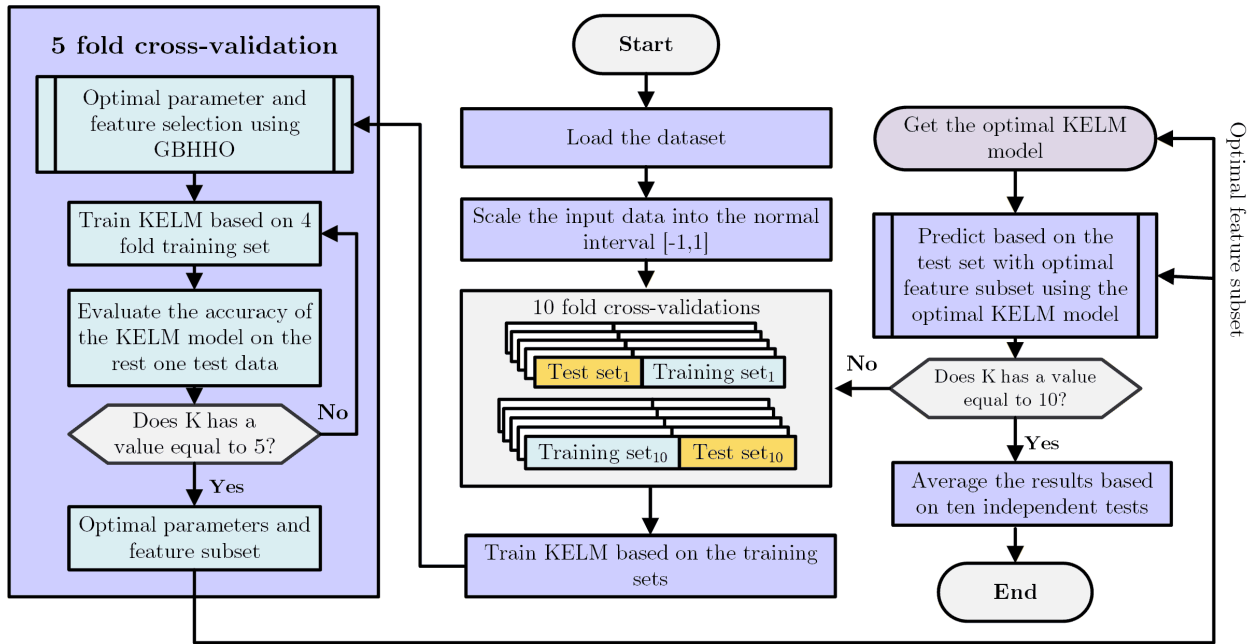 5 fold cross-validation
Optimal parameter and
feature selection using
GBHHO
Train KELM based on 4
fold training set
Evaluate the accuracy of
the KELM model on the
rest one test data
Does K has a
value equal to 5?
No
Yes
Optimal parameters and
feature subset
Start
Load the dataset
Scale the input data into the normal
interval [-1,1]
10 fold cross-validations
Test set₁ Training set₁
Training set₁₀ Test set₁₀
Train KELM based on the training
sets
Get the optimal KELM
model
Predict based on the
test set with optimal
feature subset using the
optimal KELM model
No
Does K has a value
equal to 10?
Yes
Average the results based
on ten independent tests
End
Optimal feature subset